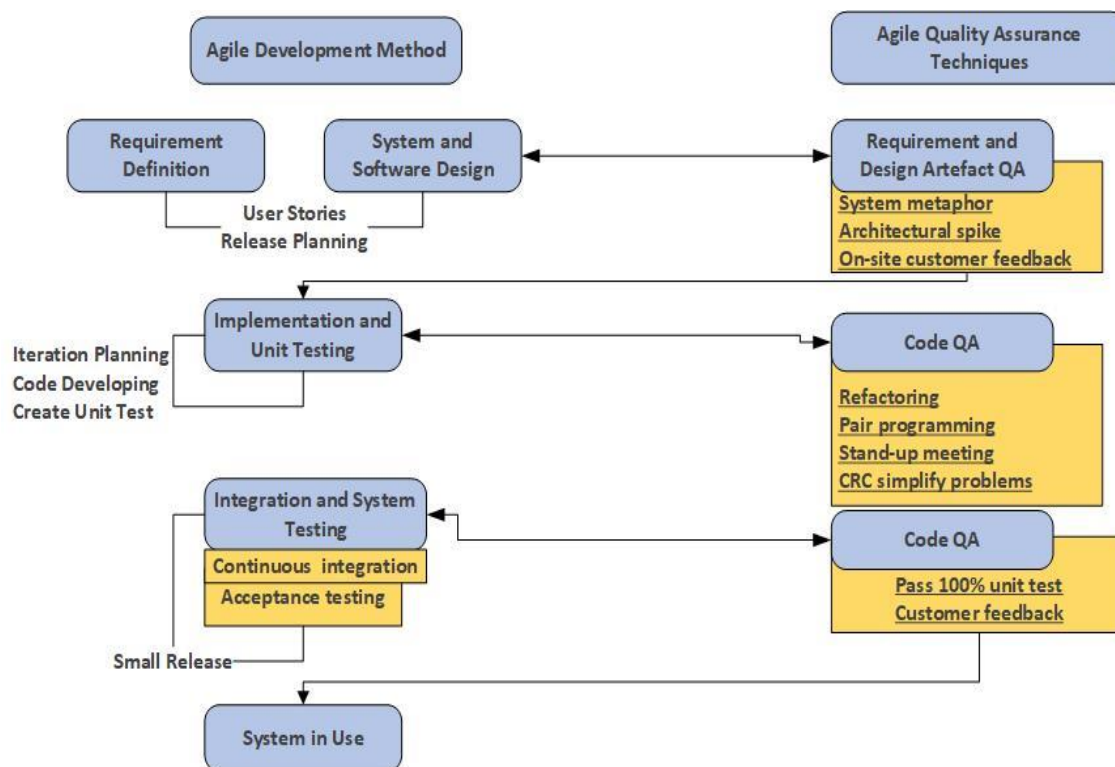 Agile Development Method
Agile Quality Assurance
Techniques
Requirement
Definition
System and
Software Design
Requirement and
Design Artefact QA
User Stories
Release Planning
System metaphor
Architectural spike
On-site customer feedback
Implementation and
Unit Testing
Code QA
Iteration Planning
Code Developing
Create Unit Test
Refactoring
Pair programming
Stand-up meeting
CRC simplify problems
Integration and System
Testing
Code QA
Continuous integration
Acceptance testing
Pass 100% unit test
Customer feedback
Small Release
System in Use